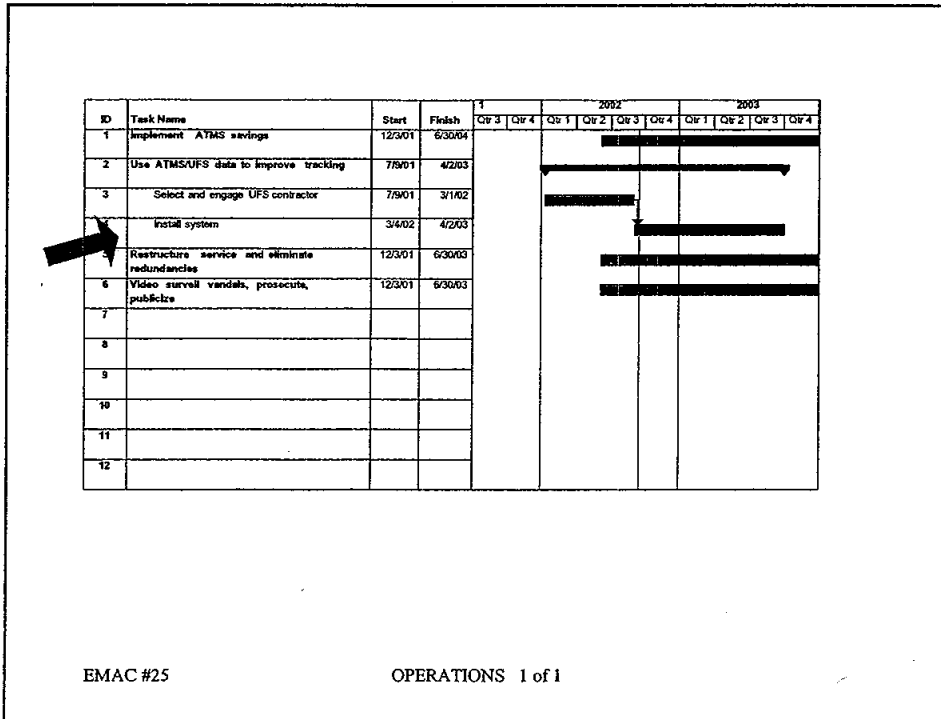 1 2002 2003
ID Task Name Start Finish Qtr 3 Qtr 4 Qtr 1 Qtr 2 Qtr 3 Qtr 4 Qtr 1 Qtr 2 Qtr 3 Qtr 4
1 Implement ATMS savings 12/3/01 6/30/04
2 Use ATMS/UFS data to improve tracking 7/9/01 4/2/03
3 Select and engage UFS contractor 7/9/01 3/1/02
Install system 3/4/02 4/2/03
5 Restructure service and eliminate 12/3/01 6/30/03
redundancies
6 Video surveil vandals, prosecute, 12/3/01 6/30/03
publicize
7
8
9
10
11
12
EMAC #25 OPERATIONS 1 of 1